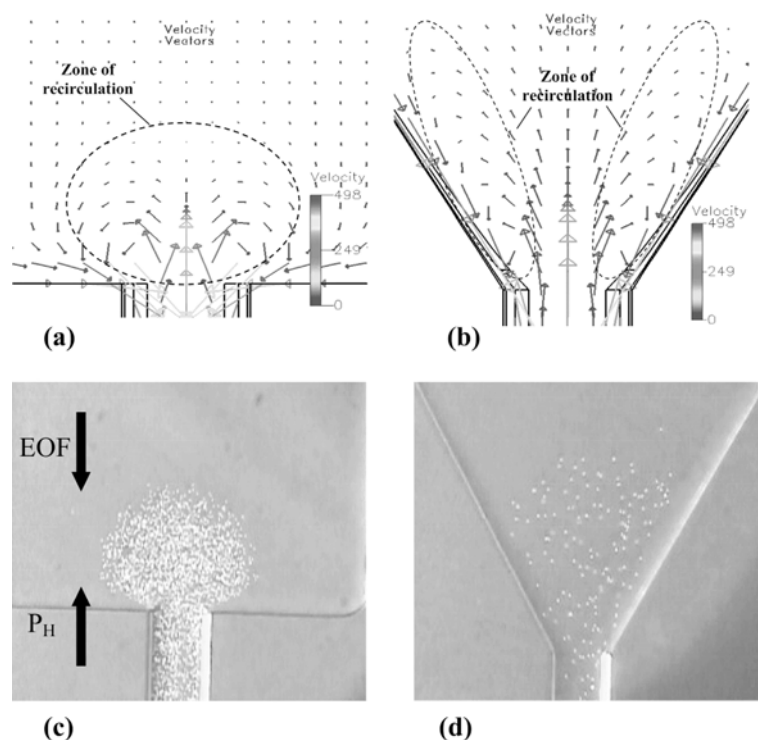 Velocity
Vectors
Zone of
recirculation
Velocity
498
249
0
(a)
Velocity
Vectors
Zone of
recirculation
Velocity
498
249
0
(b)
EOF
P_H
(c)
(d)